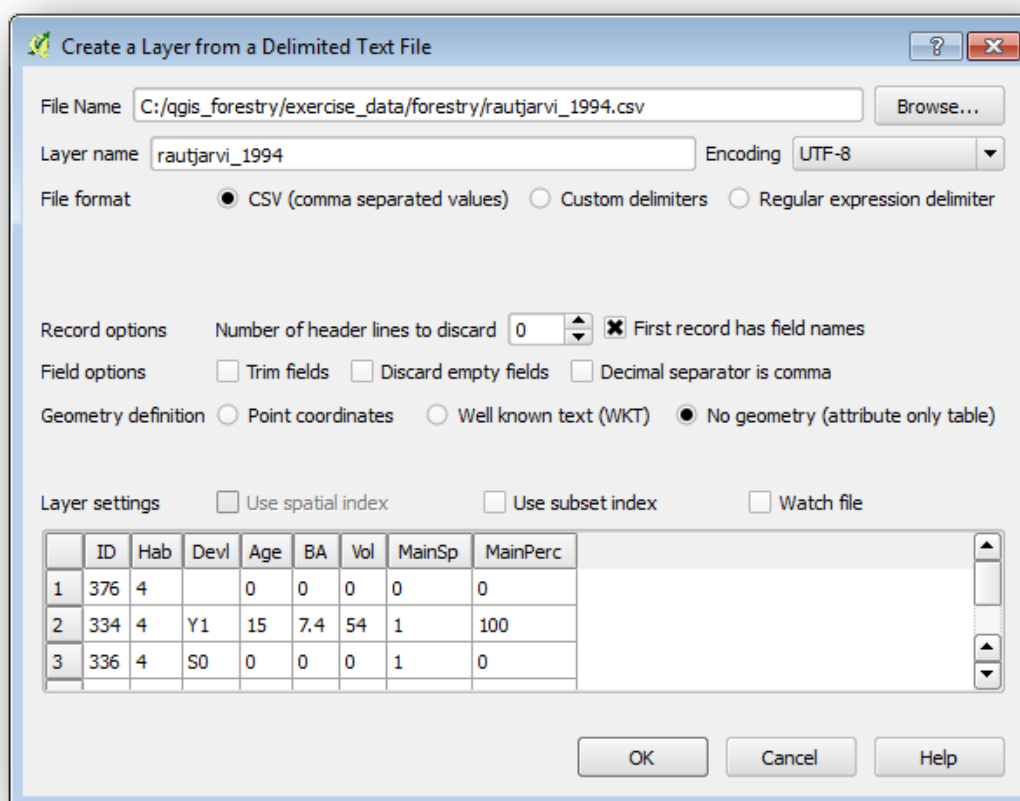 Create a Layer from a Delimited Text File
File Name C:/qgis_forestry/exercise_data/forestry/rautjarvi_1994.csv Browse...
Layer name rautjarvi_1994 Encoding UTF-8
File format CSV (comma separated values) Custom delimiters Regular expression delimiter
Record options Number of header lines to discard 0 First record has field names
Field options Trim fields Discard empty fields Decimal separator is comma
Geometry definition Point coordinates Well known text (WKT) No geometry (attribute only table)
Layer settings Use spatial index Use subset index Watch file
ID Hab Devl Age BA Vol MainSp MainPerc
1 376 4 0 0 0 0 0
2 334 4 Y1 15 7.4 54 1 100
3 336 4 S0 0 0 0 1 0
OK Cancel Help